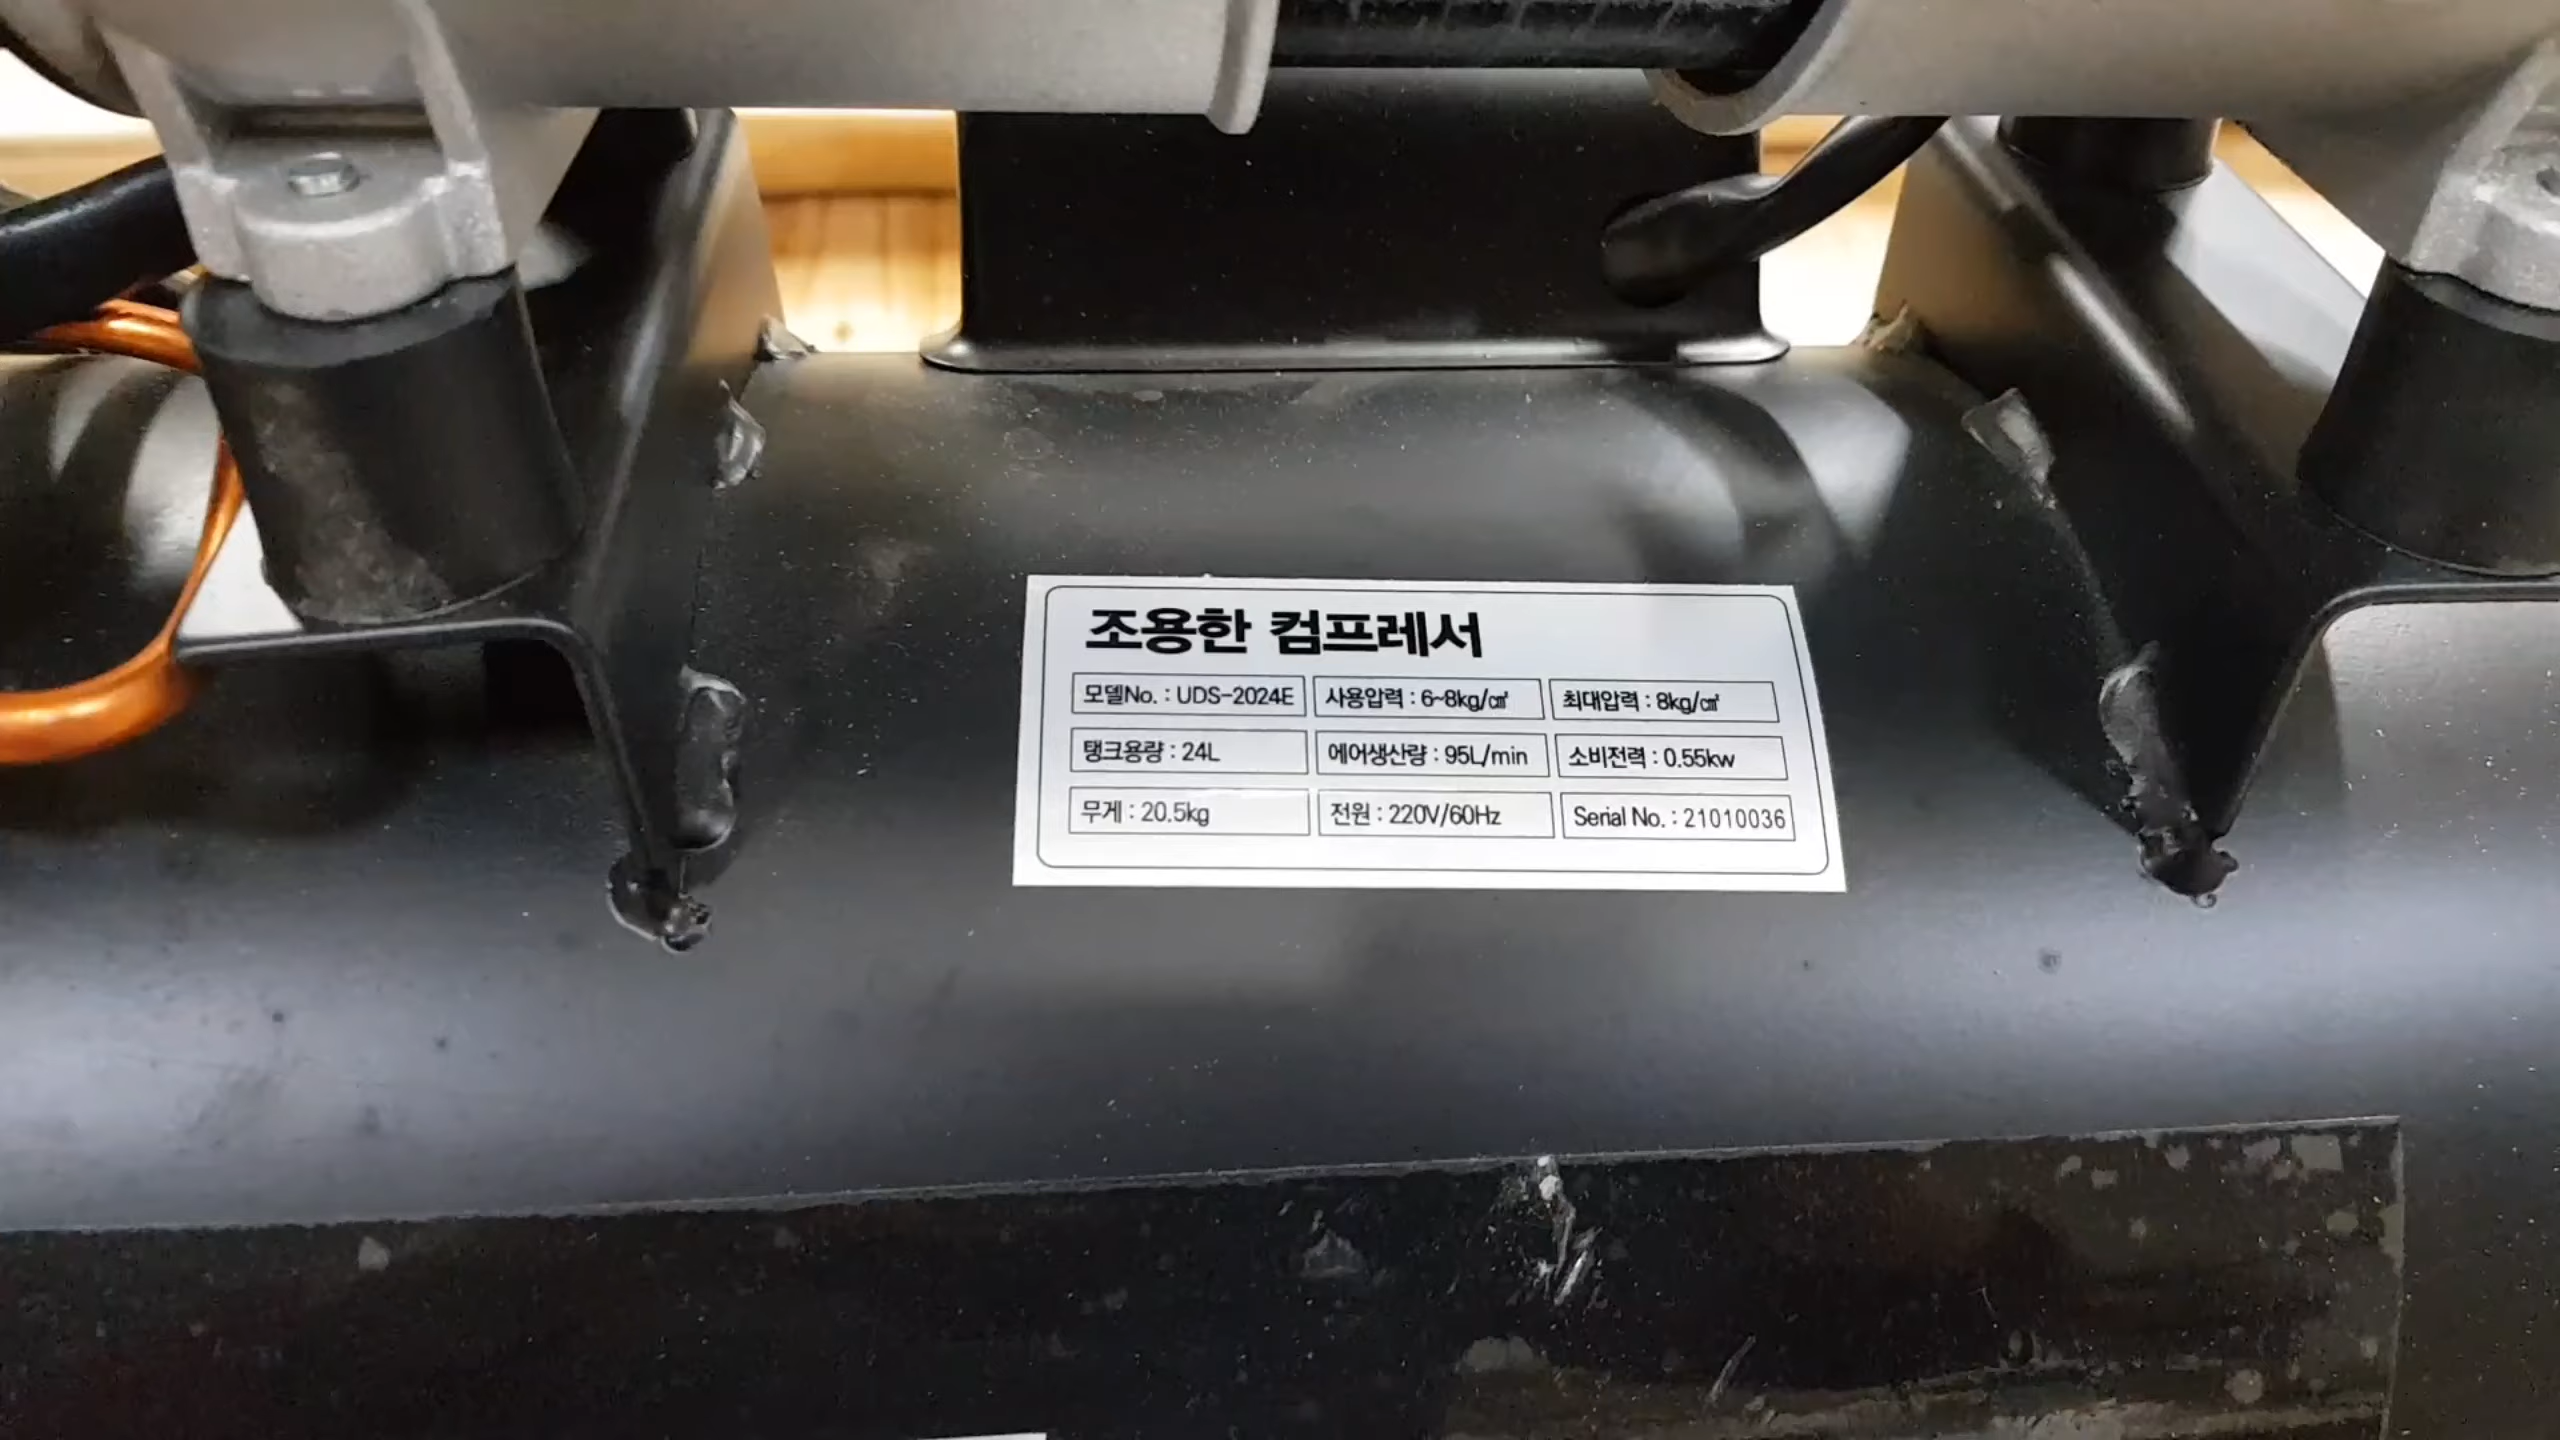 조용한 컴프레서
모델No. : UDS-2024E 사용압력 : 6~8kg/㎠ 최대압력 : 8kg/㎠
탱크용량 : 24L 에어생산량 : 95L/min 소비전력 : 0.55kw
무게 : 20.5kg 전원 : 220V/60Hz Serial No. : 21010036